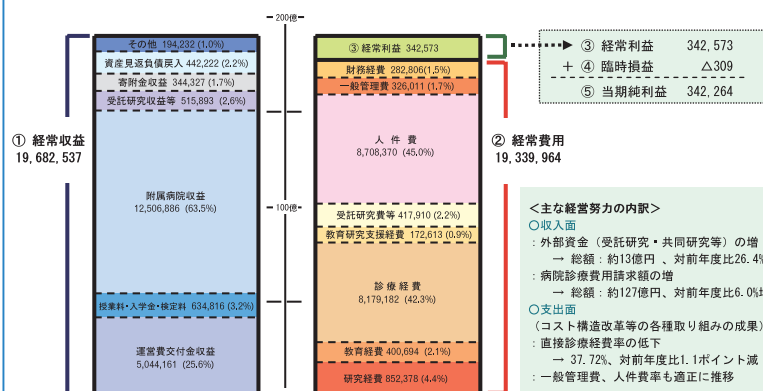 200億
① 経常収益
19,682,537
その他 194,232 (1.0%)
資産見返負債戻入 442,222 (2.2%)
寄附金収益 344,327 (1.7%)
受託研究収益等 515,893 (2.6%)
附属病院収益
12,506,886 (63.5%)
授業料・入学金・検定料 634,816 (3.2%)
運営費交付金収益
5,044,161 (25.6%)
100億
③ 経常利益 342,573
財務経費 282,806(1,5%)
一般管理費 326,011 (1.7%)
人 件 費
8,708,370 (45.0%)
受託研究費等 417,910 (2.2%)
教育研究支援経費 172,613 (0.9%)
診 療 経 費
8,179,182 (42.3%)
教育経費 400,694 (2.1%)
研究経費 852,378 (4.4%)
② 経常費用
19,339,964
③ 経常利益 342,573
+ ④ 臨時損益 △309
⑤ 当期純利益 342,264
＜主な経営努力の内訳＞
○収入面
：外部資金（受託研究・共同研究等）の増
→ 総額：約13億円 、対前年度比26.4%
：病院診療費用請求額の増
→ 総額：約127億円、対前年度比6.0%
○支出面
（コスト構造改革等の各種取り組みの成果）
：直接診療経費率の低下
→ 37.72%、対前年度比1.1ポイント減
：一般管理費、人件費率も適正に推移